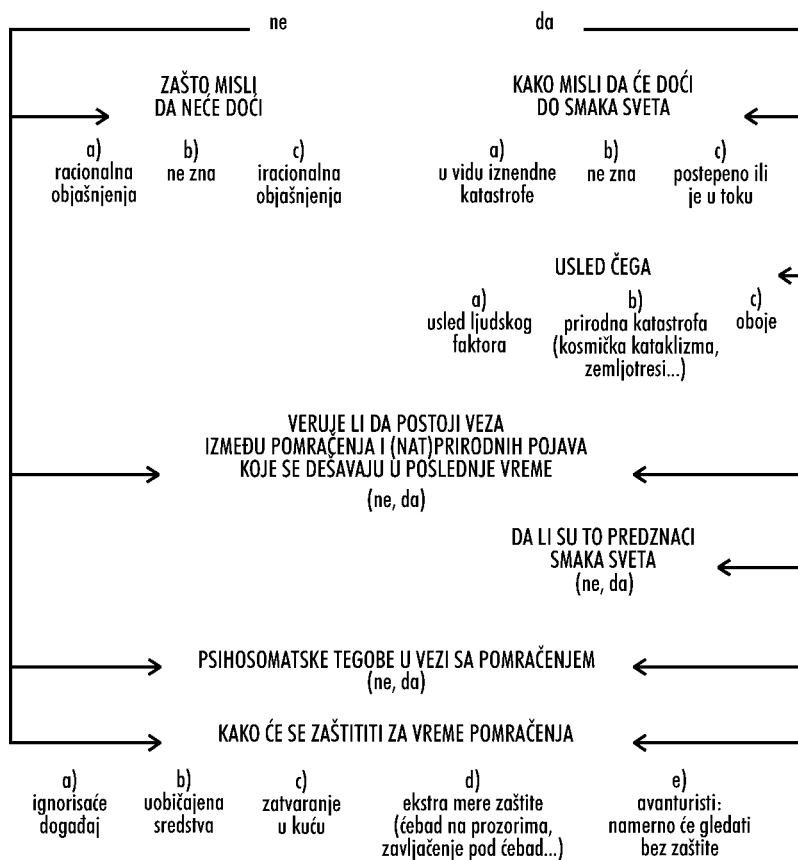 ne
da
ZAŠTO MISLI
DA NEĆE DOĆI
a)
racionalna
objašnjenja
b)
ne zna
c)
iracionalna
objašnjenja
KAKO MISLI DA ĆE DOĆI
DO SMAKA SVETA
a)
u vidu iznendne
katastrofe
b)
ne zna
c)
postepeno ili
je u toku
USLED ČEGA
a)
usled ljudskog
faktora
b)
prirodna katastrofa
(kosmička kataklizma,
zemljotresi...)
c)
oboje
VERUJE LI DA POSTOJI VEZA
IZMEĐU POMRAČENJA I (NAT)PRIRODNIH POJAVA
KOJE SE DEŠAVAJU U POSLEDNJE VREME
(ne, da)
DA LI SU TO PREDZNACI
SMAKA SVETA
(ne, da)
PSIHOSOMATSKE TEGOBE U VEZI SA POMRAČENJEM
(ne, da)
KAKO ĆE SE ZAŠTITITI ZA VREME POMRAČENJA
a)
ignorisaće
događaj
b)
uobičajena
sredstva
c)
zatvaranje
u kuću
d)
ekstra mere zaštite
(ćebad na prozorima,
zavljačenje pod ćebad...)
e)
avanturisti:
namerno će gledati
bez zaštite